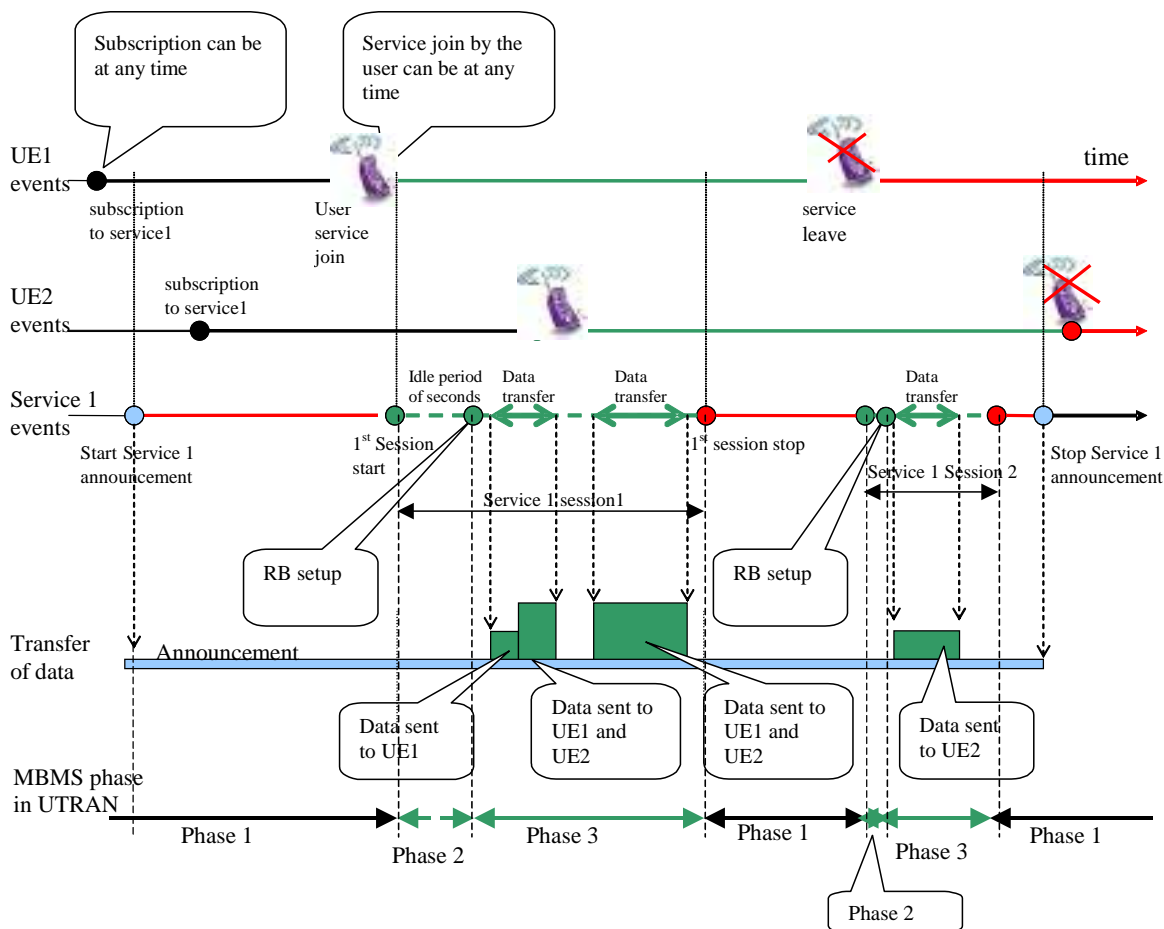 Subscription can be
at any time
Service join by the
user can be at any
time
UE1
events
time
subscription
to service1
User
service
join
service
leave
UE2
events
subscription
to service1
Service 1
events
Idle period
of seconds
Data
transfer
Data
transfer
Data
transfer
Start Service 1
announcement
1st Session
start
1st session stop
Stop Service 1
announcement
Service 1 session1
Service 1 Session 2
RB setup
RB setup
Transfer
of data
Announcement
Data sent
to UE1
Data sent to
UE1 and
UE2
Data sent to
UE1 and
UE2
Data sent
to UE2
MBMS phase
in UTRAN
Phase 1
Phase 2
Phase 3
Phase 1
Phase 3
Phase 1
Phase 2